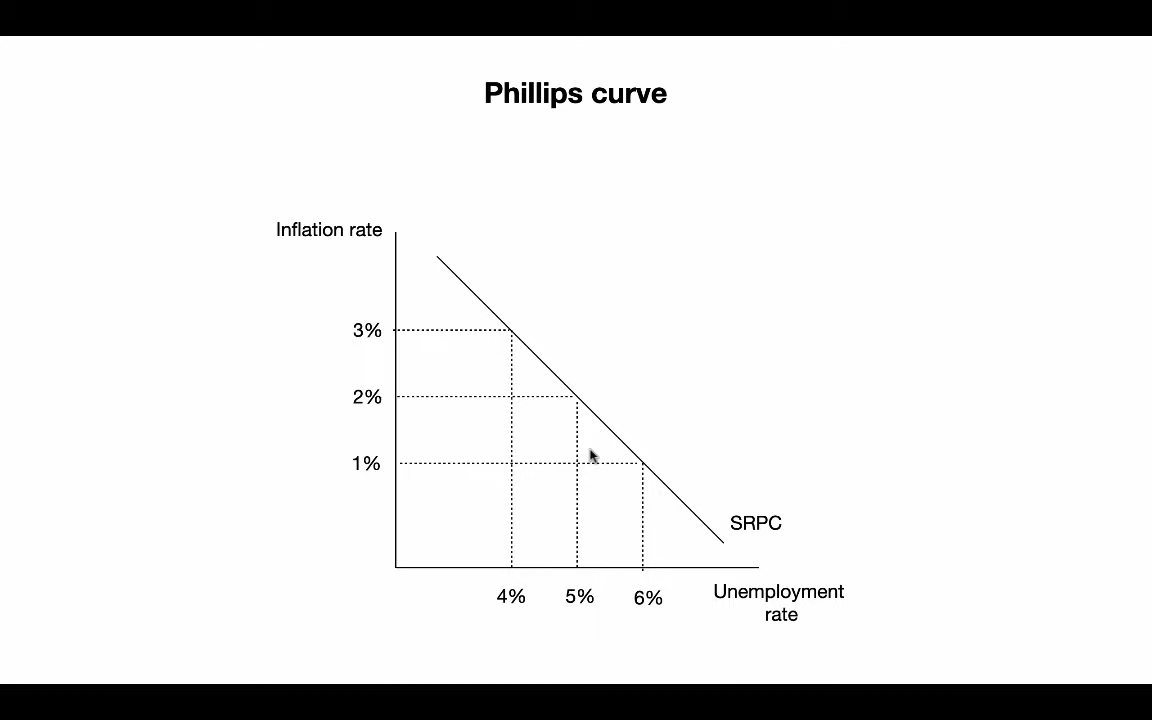 Phillips curve
Inflation rate
3%
2%
1%
SRPC
4% 5% 6%
Unemployment
rate